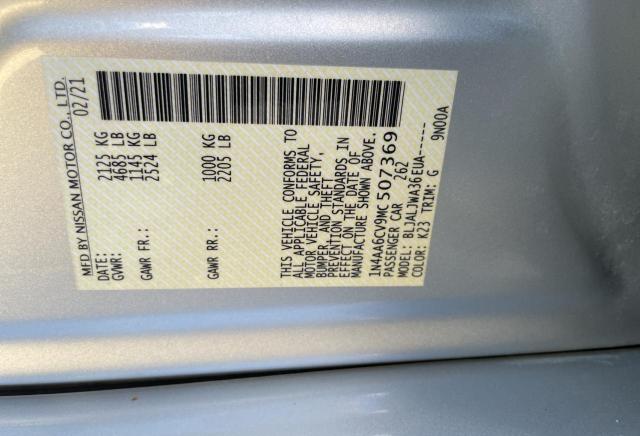 MFD BY NISSAN MOTOR CO., LTD.
DATE: 02/21
GVWR: 2125 KG
4685 LB
GAWR FR: 1145 KG
2524 LB
GAWR RR: 1000 KG
2205 LB
THIS VEHICLE CONFORMS TO
ALL APPLICABLE FEDERAL
MOTOR VEHICLE SAFETY,
BUMPER, AND THEFT
PREVENTION STANDARDS IN
EFFECT ON THE DATE OF
MANUFACTURE SHOWN ABOVE.
1N4AA6CV9MC507369
PASSENGER CAR 262
MODEL: BLJALJWA36EUA-----
COLOR: K23 TRIM: G 9N00A